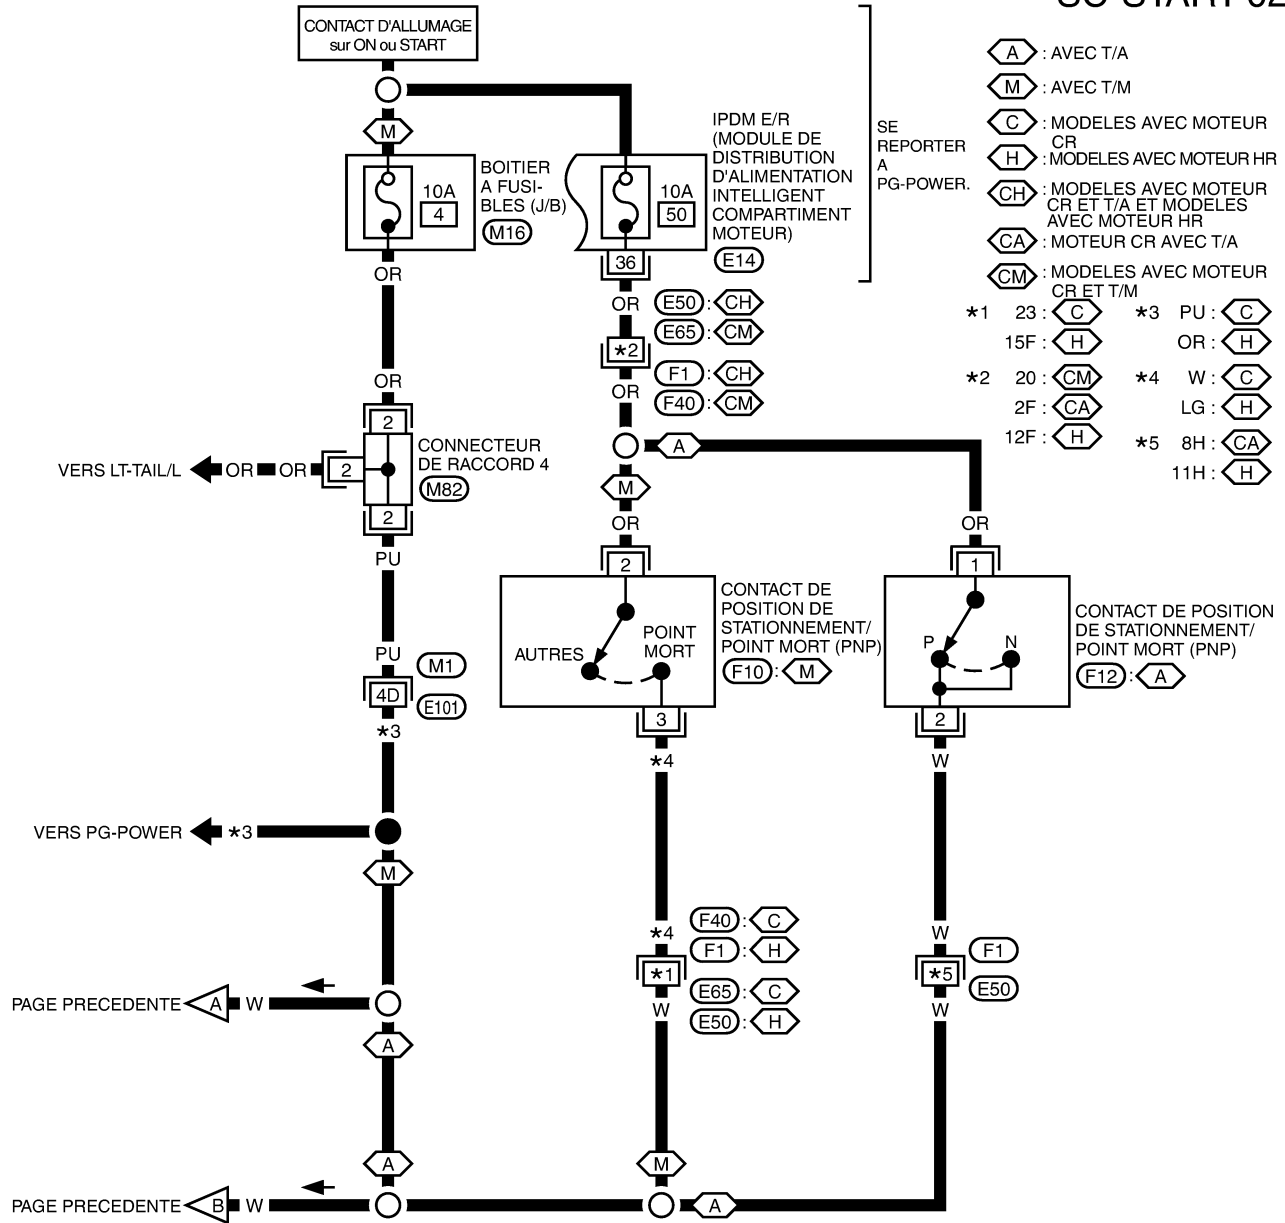 CONTACT D'ALLUMAGE
sur ON ou START
M
10A
4
BOITIER
A FUSI-
BLES (J/B)
M16
10A
50
IPDM E/R
(MODULE DE
DISTRIBUTION
D'ALIMENTATION
INTELLIGENT
COMPARTIMENT
MOTEUR)
E14
SE
REPORTER
A
PG-POWER.
A : AVEC T/A
M : AVEC T/M
C : MODELES AVEC MOTEUR
CR
H : MODELES AVEC MOTEUR HR
CH : MODELES AVEC MOTEUR
CR ET T/A ET MODELES
AVEC MOTEUR HR
CA : MOTEUR CR AVEC T/A
CM : MODELES AVEC MOTEUR
CR ET T/M
*1 23 : C
15F : H
*2 20 : CM
2F : CA
12F : H
*3 PU : C
OR : H
*4 W : C
LG : H
*5 8H : CA
11H : H
OR
36
OR
E50 : CH
E65 : CM
*2
F1 : CH
F40 : CM
OR
OR
2
CONNECTEUR
DE RACCORD 4
M82
VERS LT-TAIL/L
OR
OR
2
2
PU
A
M
OR
OR
2
1
AUTRES
POINT
MORT
CONTACT DE
POSITION DE
STATIONNEMENT/
POINT MORT (PNP)
F10 : M
P
N
CONTACT DE POSITION
DE STATIONNEMENT/
POINT MORT (PNP)
F12 : A
PU
M1
4D
E101
*3
3
*4
2
W
VERS PG-POWER
*3
M
*4
F40 : C
F1 : H
*1
E65 : C
E50 : H
W
W
F1
*5
E50
W
PAGE PRECEDENTE
A
W
A
A
M
PAGE PRECEDENTE
B
W
A